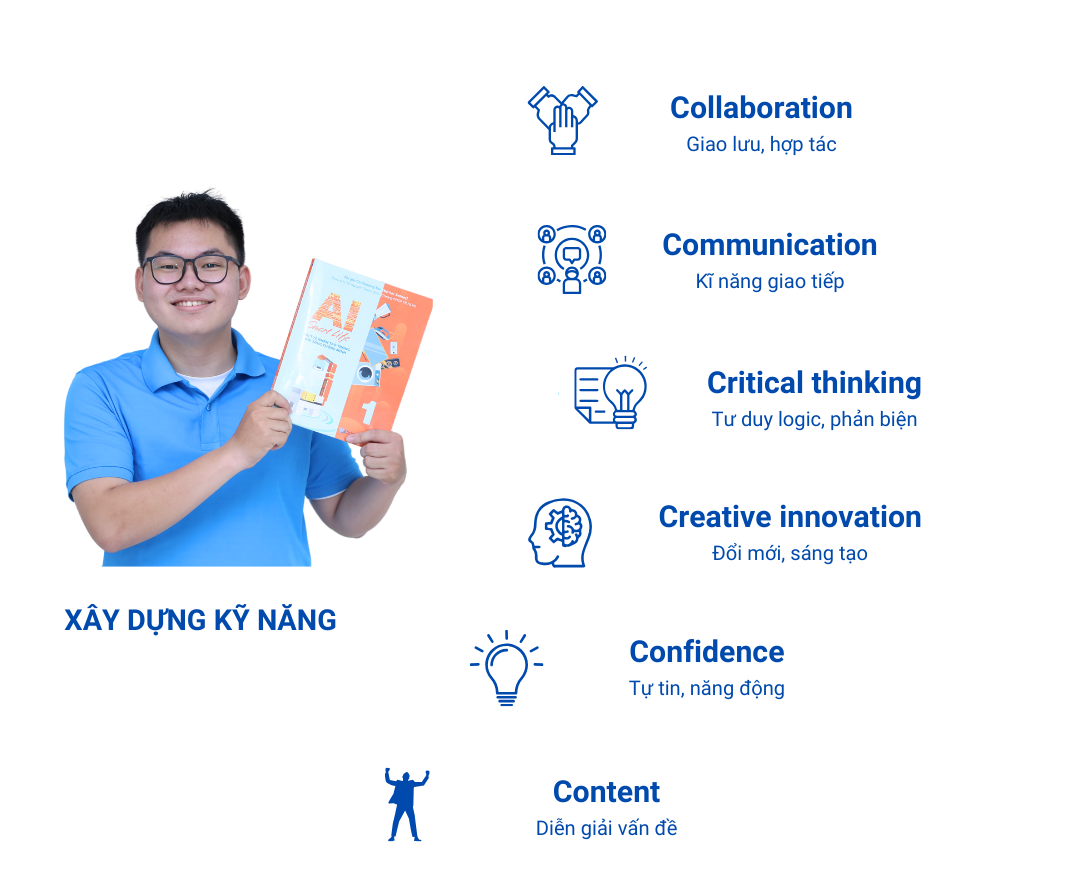 Collaboration
Giao lưu, hợp tác
Communication
Kĩ năng giao tiếp
Critical thinking
Tư duy logic, phản biện
Creative innovation
Đổi mới, sáng tạo
XÂY DỰNG KỸ NĂNG
Confidence
Tự tin, năng động
Content
Diễn giải vấn đề
AI
Smart Life
1